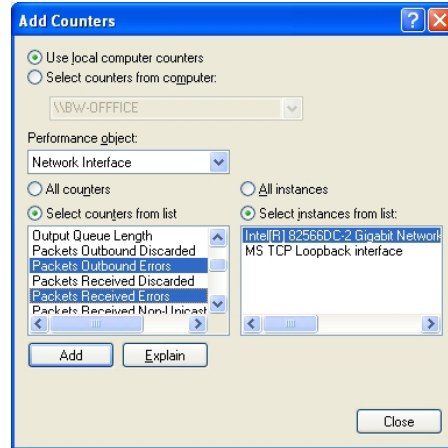 Add Counters
Use local computer counters
Select counters from computer:
\\BW-OFFFICE
Performance object:
Network Interface
All counters
All instances
Select counters from list
Select instances from list:
Output Queue Length
Packets Outbound Discarded
Packets Outbound Errors
Packets Received Discarded
Packets Received Errors
Packets Received Non-Unicast
Intel[R] 82566DC-2 Gigabit Network
MS TCP Loopback interface
Add
Explain
Close